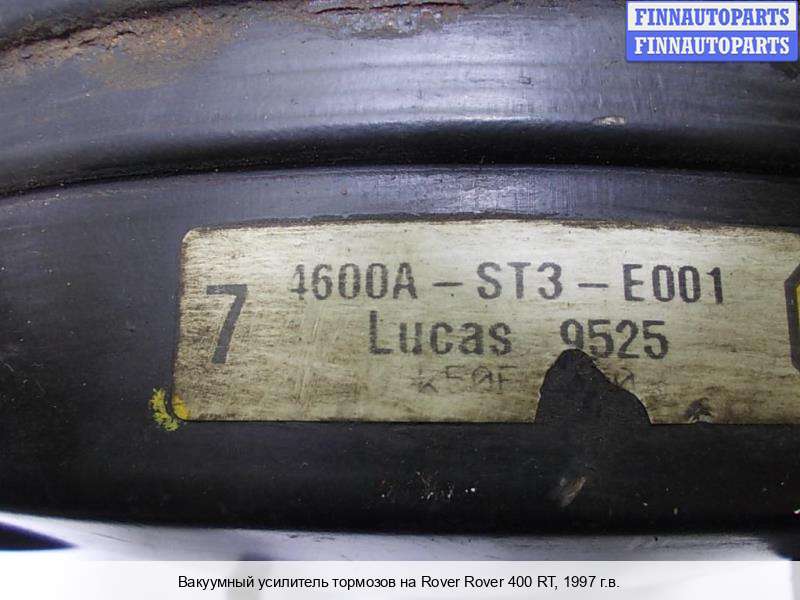 FINNAUTOPARTS
FINNAUTOPARTS
4600A-ST3-E001
7
Lucas 9525
Вакуумный усилитель тормозов на Rover Rover 400 RT, 1997 г.в.